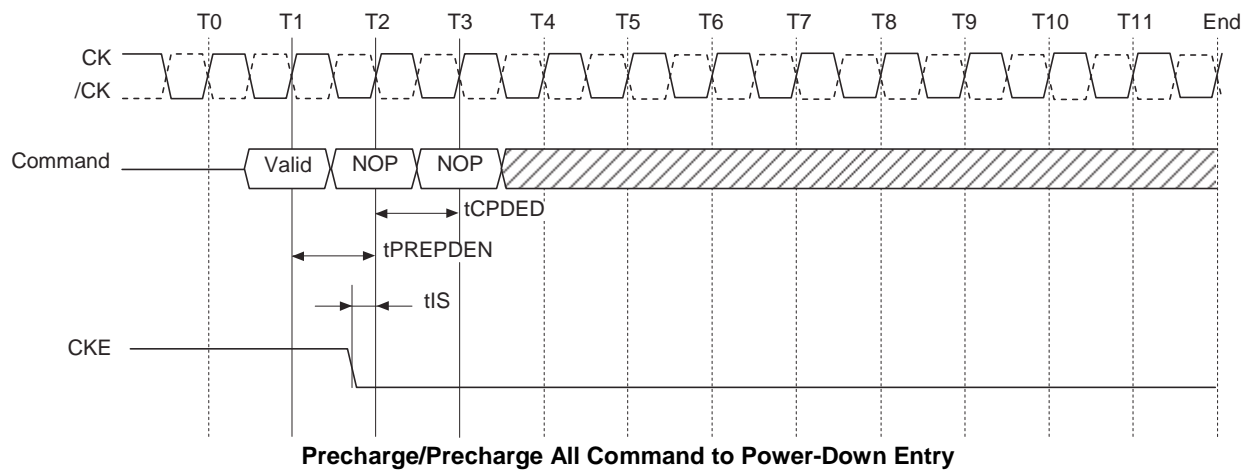 T0 T1 T2 T3 T4 T5 T6 T7 T8 T9 T10 T11 End
CK
/CK
Command Valid NOP NOP
tCPDED
tPREPDEN
tIS
CKE
Precharge/Precharge All Command to Power-Down Entry